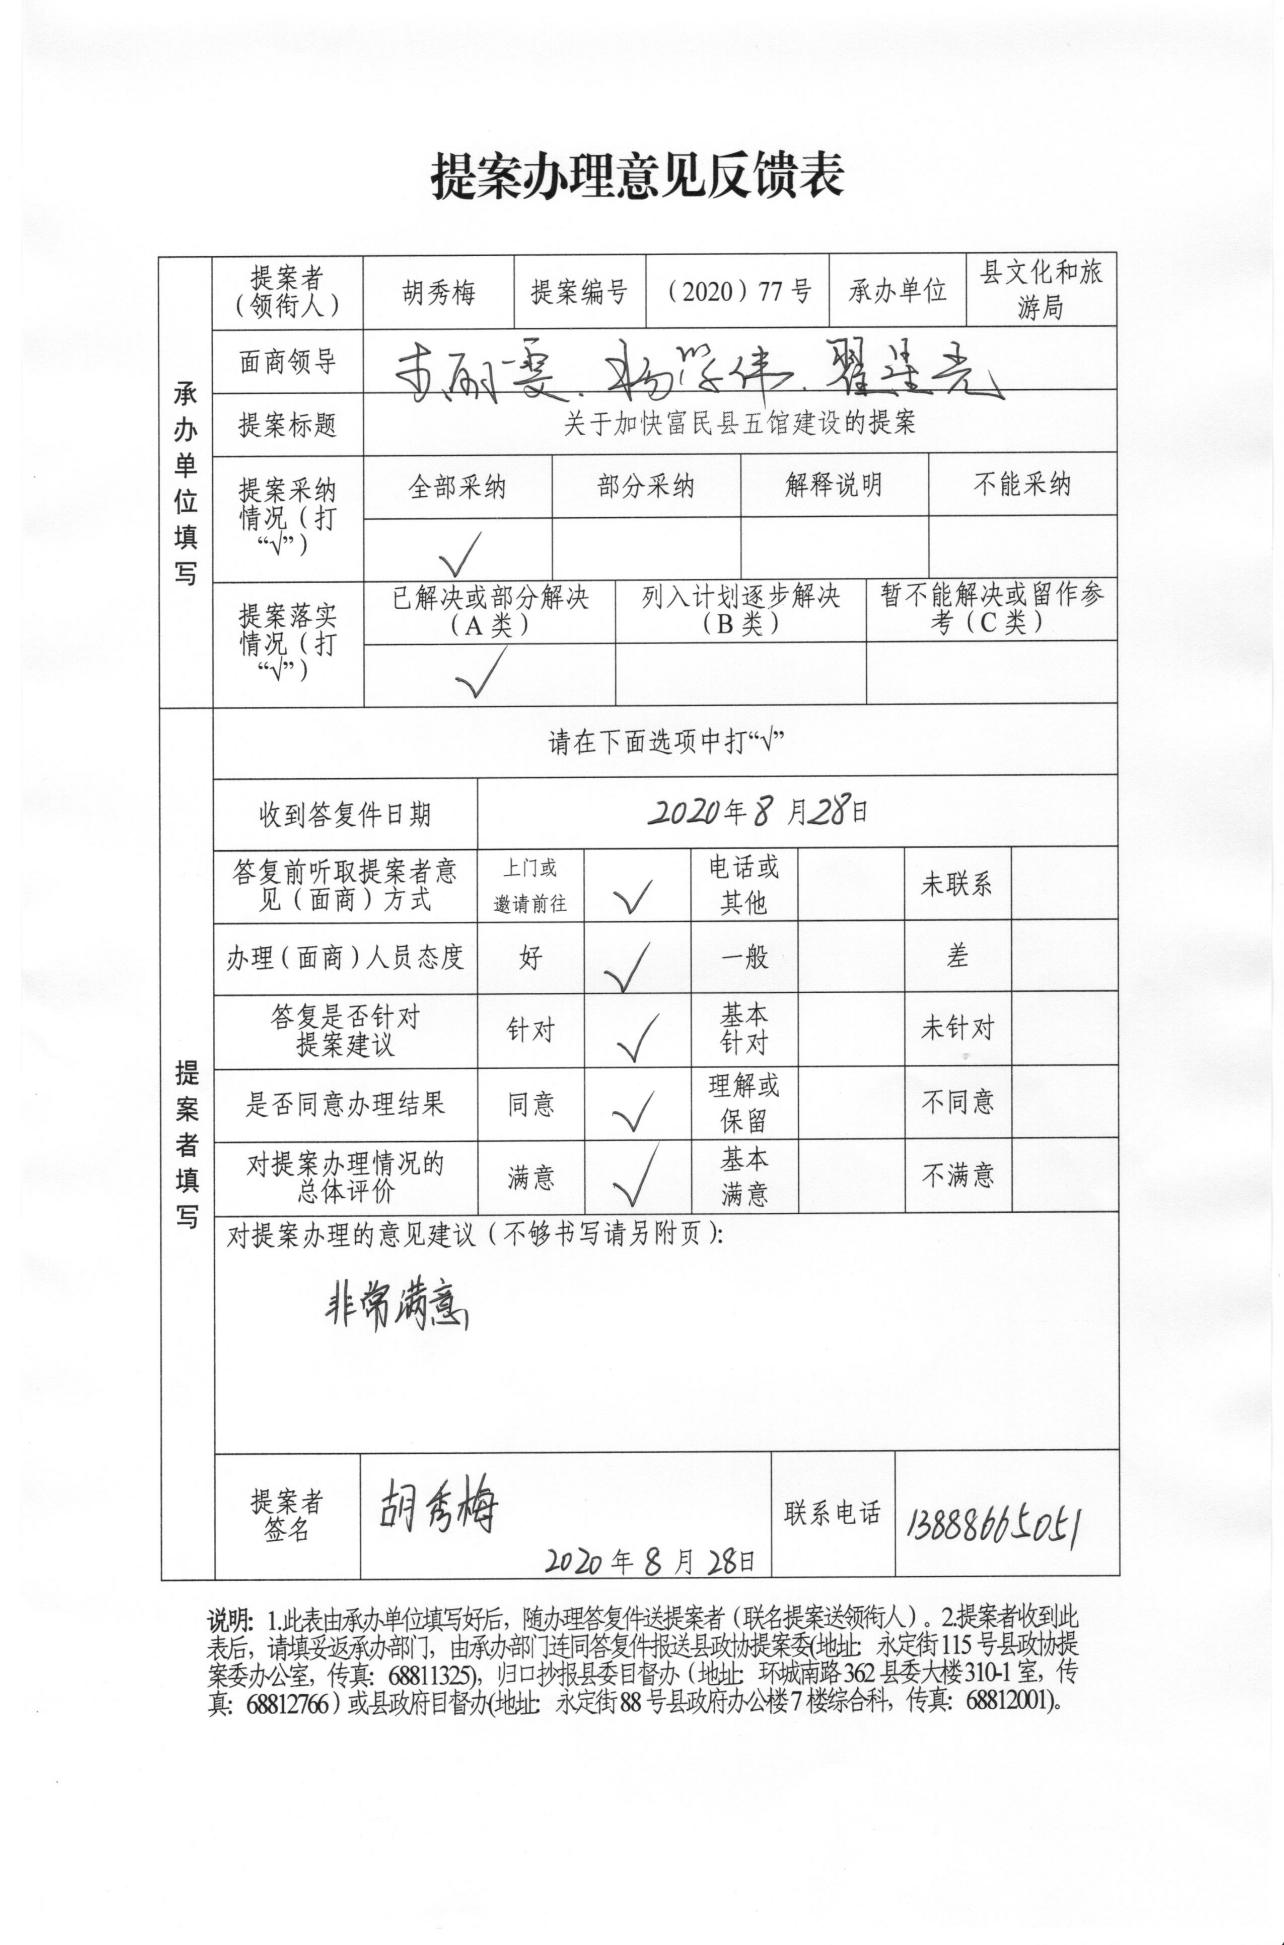 提案办理意见反馈表
承办单位填写
提案者
（领衔人）
胡秀梅
提案编号
（2020）77号
承办单位
县文化和旅
游局
面商领导
杨学伟、翟星亮
提案标题
关于加快富民县五馆建设的提案
提案采纳
情况（打
“√”）
全部采纳
部分采纳
解释说明
不能采纳
√
提案落实
情况（打
“√”）
已解决或部分解决
（A类）
列入计划逐步解决
（B类）
暂不能解决或留作参
考（C类）
√
提案者填写
请在下面选项中打“√”
收到答复件日期
2020年8月28日
答复前听取提案者意
见（面商）方式
上门或
邀请前往
√
电话或
其他
未联系
办理（面商）人员态度
好
√
一般
差
答复是否针对
提案建议
针对
√
基本
针对
未针对
是否同意办理结果
同意
√
理解或
保留
不同意
对提案办理情况的
总体评价
满意
√
基本
满意
不满意
对提案办理的意见建议（不够书写请另附页）：
非常满意
提案者
签名
胡秀梅
2020年8月28日
联系电话
13888665051
说明：1.此表由承办单位填写好后，随办理答复件送提案者（联名提案送领衔人）。2.提案者收到此
表后，请填妥返承办部门，由承办部门连同答复件报送县政协提案委(地址：永定街115号县政协提
案委办公室，传真：68811325)，归口抄报县委目督办（地址：环城南路362县委大楼310-1室，传
真：68812766）或县政府目督办(地址：永定街88号县政府办公楼7楼综合科，传真：68812001)。